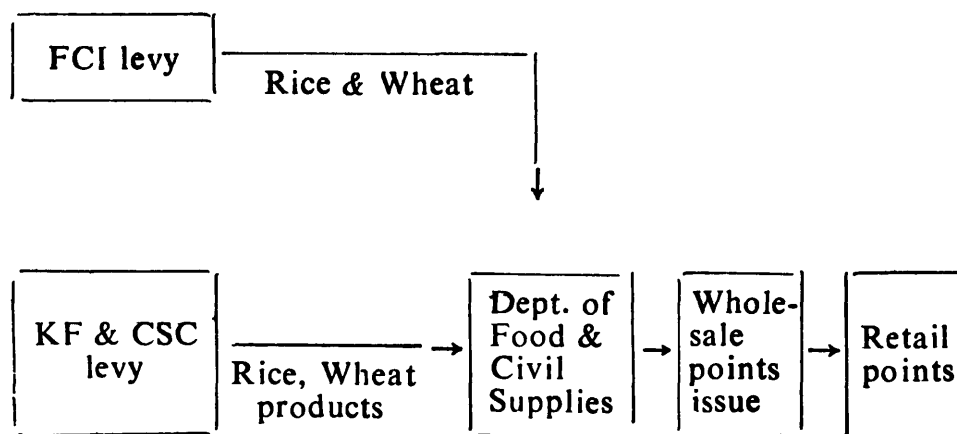 FCI levy
Rice & Wheat
KF & CSC
levy
Rice, Wheat
products
Dept. of
Food &
Civil
Supplies
Whole-
sale
points
issue
Retail
points